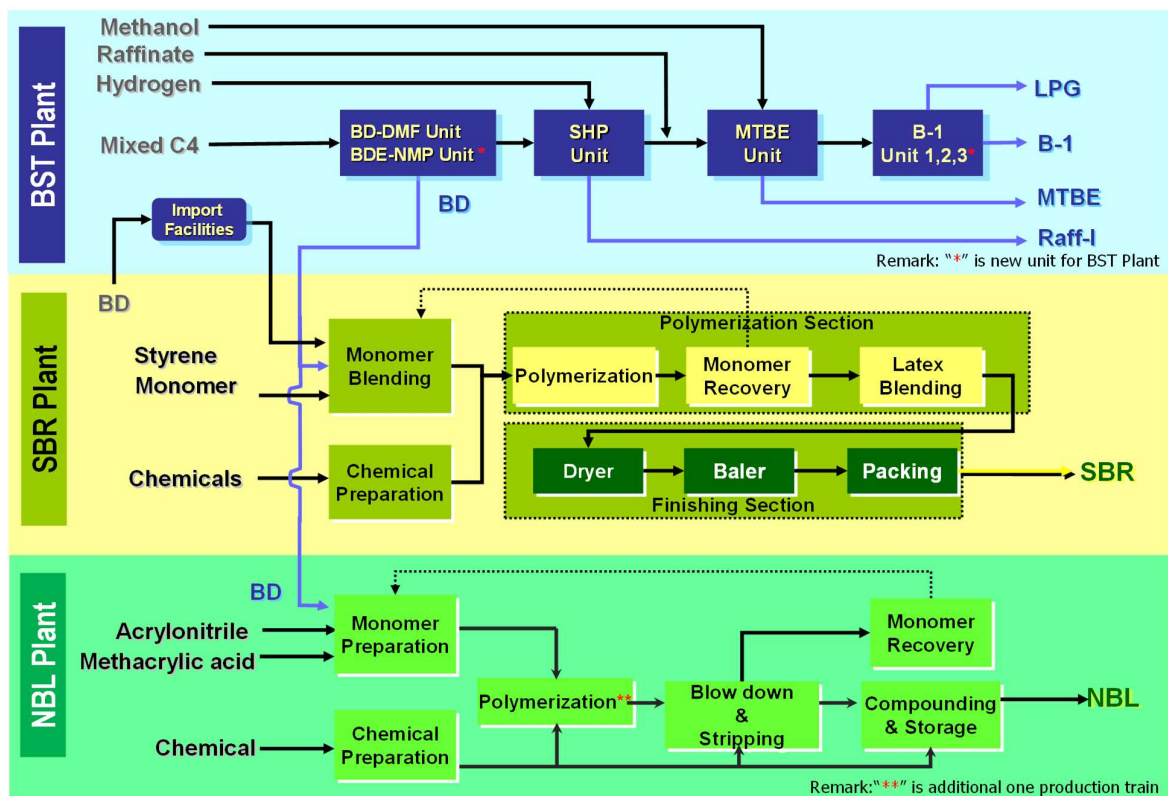 BST Plant
Methanol
Raffinate
Hydrogen
Mixed C4
BD-DMF Unit
BDE-NMP Unit *
SHP
Unit
MTBE
Unit
B-1
Unit 1,2,3*
LPG
B-1
MTBE
Raff-I
BD
Import
Facilities
Remark: "*" is new unit for BST Plant
SBR Plant
BD
Styrene
Monomer
Monomer
Blending
Polymerization Section
Polymerization
Monomer
Recovery
Latex
Blending
Chemicals
Chemical
Preparation
Dryer
Baler
Packing
Finishing Section
SBR
NBL Plant
BD
Acrylonitrile
Methacrylic acid
Monomer
Preparation
Monomer
Recovery
Polymerization**
Blow down
&
Stripping
Compounding
& Storage
NBL
Chemical
Chemical
Preparation
Remark:"**" is additional one production train